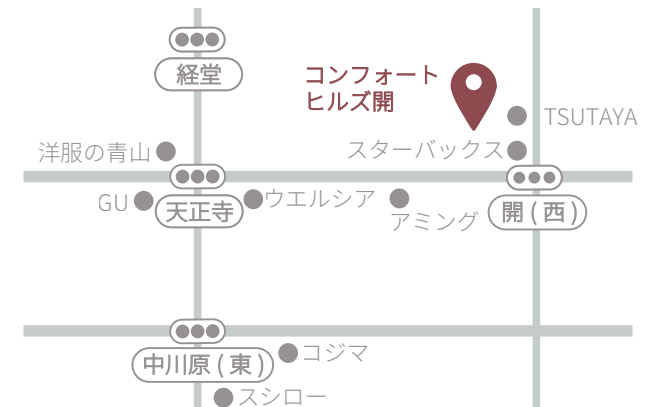 経堂
コンフォート
ヒルズ開
TSUTAYA
洋服の青山
スターバックス
GU
天正寺
ウエルシア
アミング
開(西)
中川原(東)
コジマ
スシロー